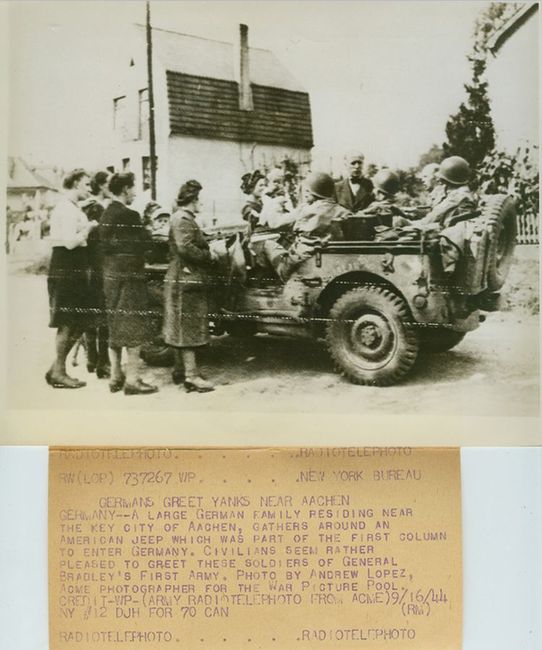 RADIOTELEPHOTO. . . . . .RADIOTELEPHOTO
RW(LOP) 737267 WP. . . . .NEW YORK BUREAU
GERMANS GREET YANKS NEAR AACHEN
GERMANY--A LARGE GERMAN FAMILY RESIDING NEAR
THE KEY CITY OF AACHEN, GATHERS AROUND AN
AMERICAN JEEP WHICH WAS PART OF THE FIRST COLUMN
TO ENTER GERMANY. CIVILIANS SEEM RATHER
PLEASED TO GREET THESE SOLDIERS OF GENERAL
BRADLEY'S FIRST ARMY. PHOTO BY ANDREW LOPEZ,
ACME PHOTOGRAPHER FOR THE WAR PICTURE POOL.
CREDIT-WP-(ARMY RADIOTELEPHOTO FROM ACME)9/16/44
NY #12 DJH FOR 70 CAN (RM)
RADIOTELEPHOTO. . . . . .RADIOTELEPHOTO